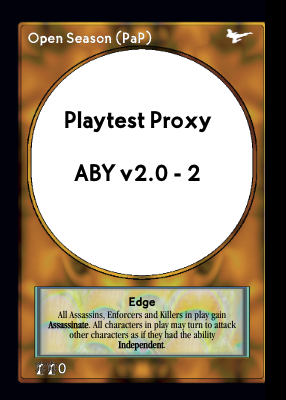 Open Season (PaP)
Playtest Proxy
ABY v2.0 - 2
Edge
All Assassins, Enforcers and Killers in play gain
Assassinate. All characters in play may turn to attack
other characters as if they had the ability
Independent.
110